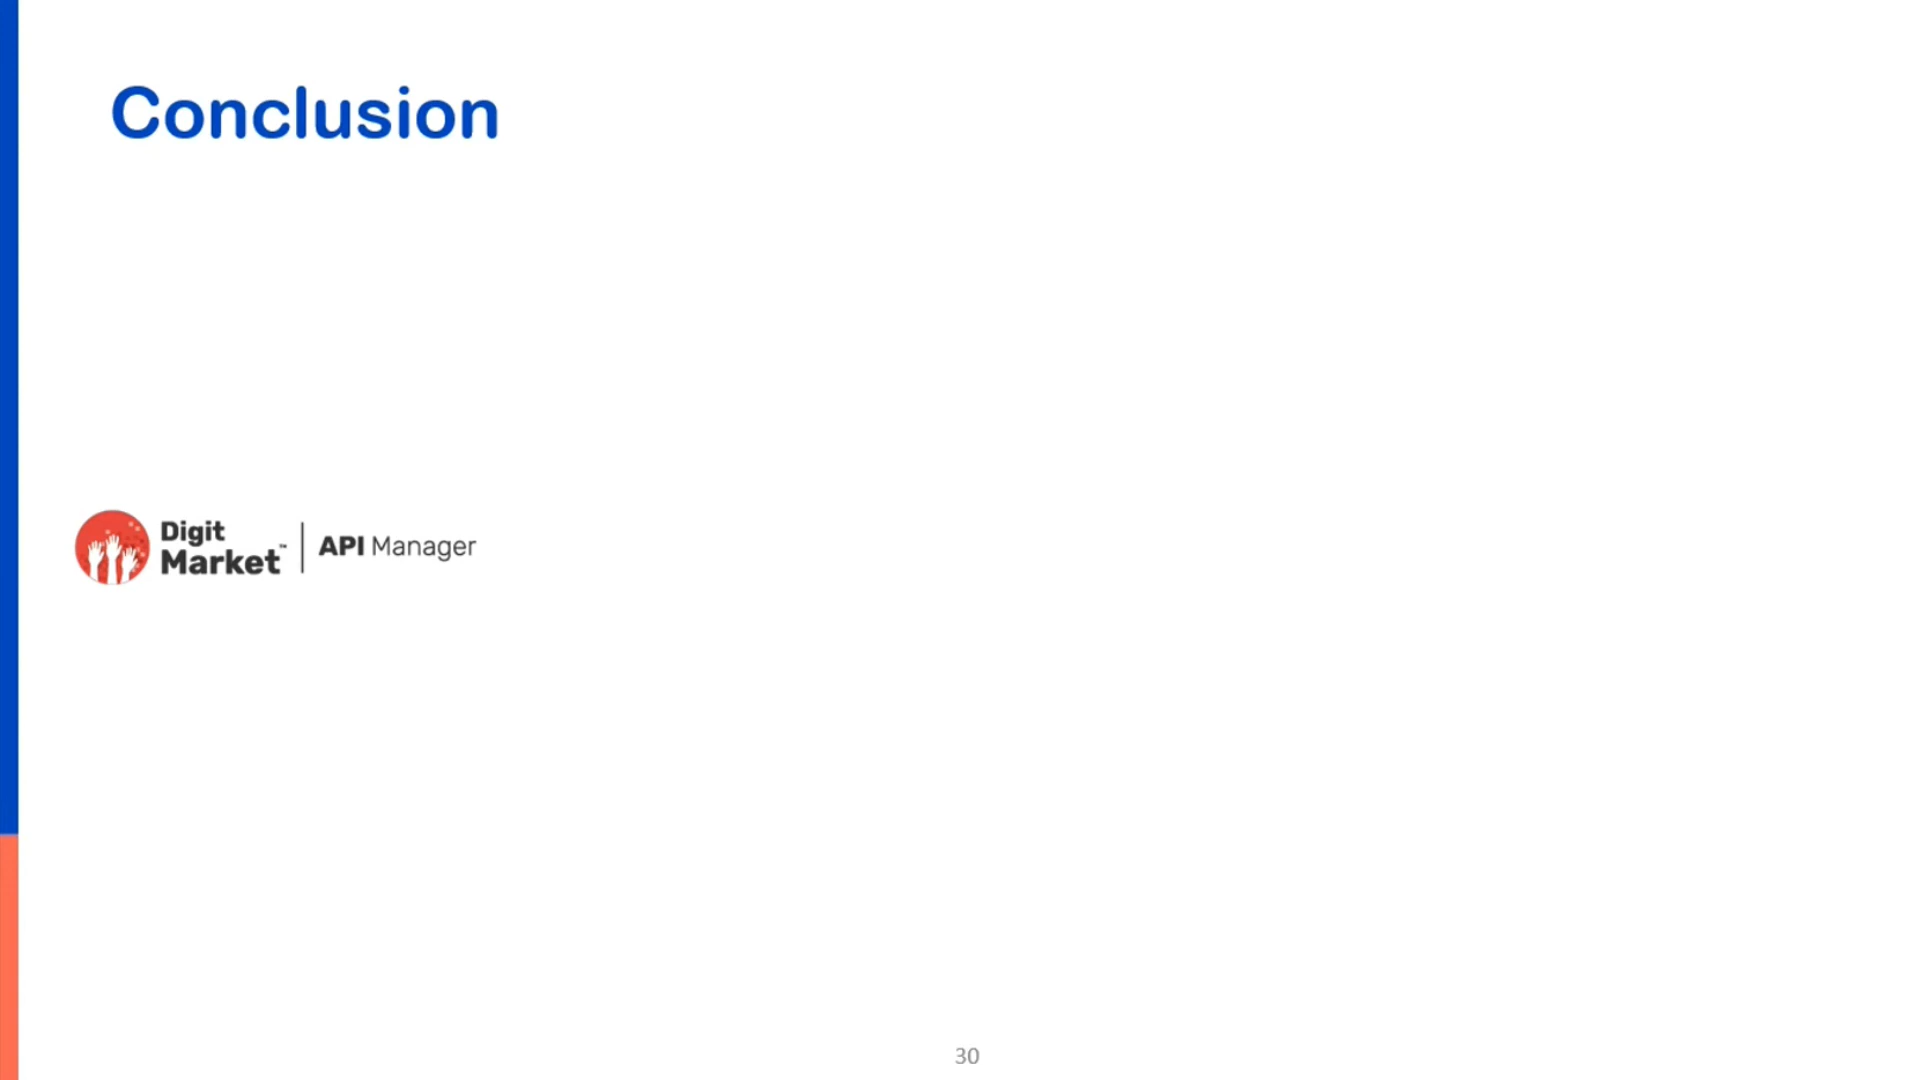 Conclusion
Digit
Market™
API Manager
30